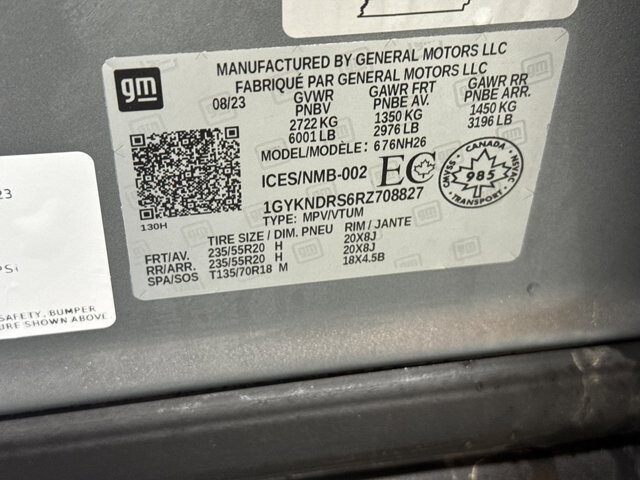 gm
MANUFACTURED BY GENERAL MOTORS LLC
FABRIQUÉ PAR GENERAL MOTORS LLC
08/23 GVWR GAWR FRT GAWR RR
PNBV PNBE AV. PNBE ARR.
2722 KG 1350 KG 1450 KG
6001 LB 2976 LB 3196 LB
MODEL/MODÈLE: 676NH26
ICES/NMB-002 EC
CANADA
985
TRANSPORT
1GYKNDRS6RZ708827
TYPE: MPV/VTUM
130H
TIRE SIZE / DIM. PNEU RIM / JANTE
FRT/AV. 235/55R20 H 20X8J
RR/ARR. 235/55R20 H 20X8J
SPA/SOS T135/70R18 M 18X4.5B
23
PSi
SAFETY, BUMPER
URE SHOWN ABOVE